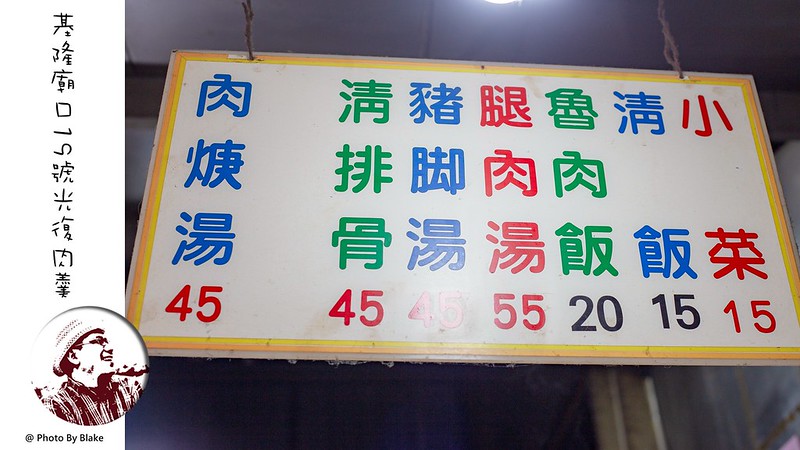 基隆廟口15號光復肉羹
肉焿湯 45
清排骨 45
豬脚湯 45
腿肉湯 55
魯肉飯 20
清飯 15
小菜 15
@ Photo By Blake